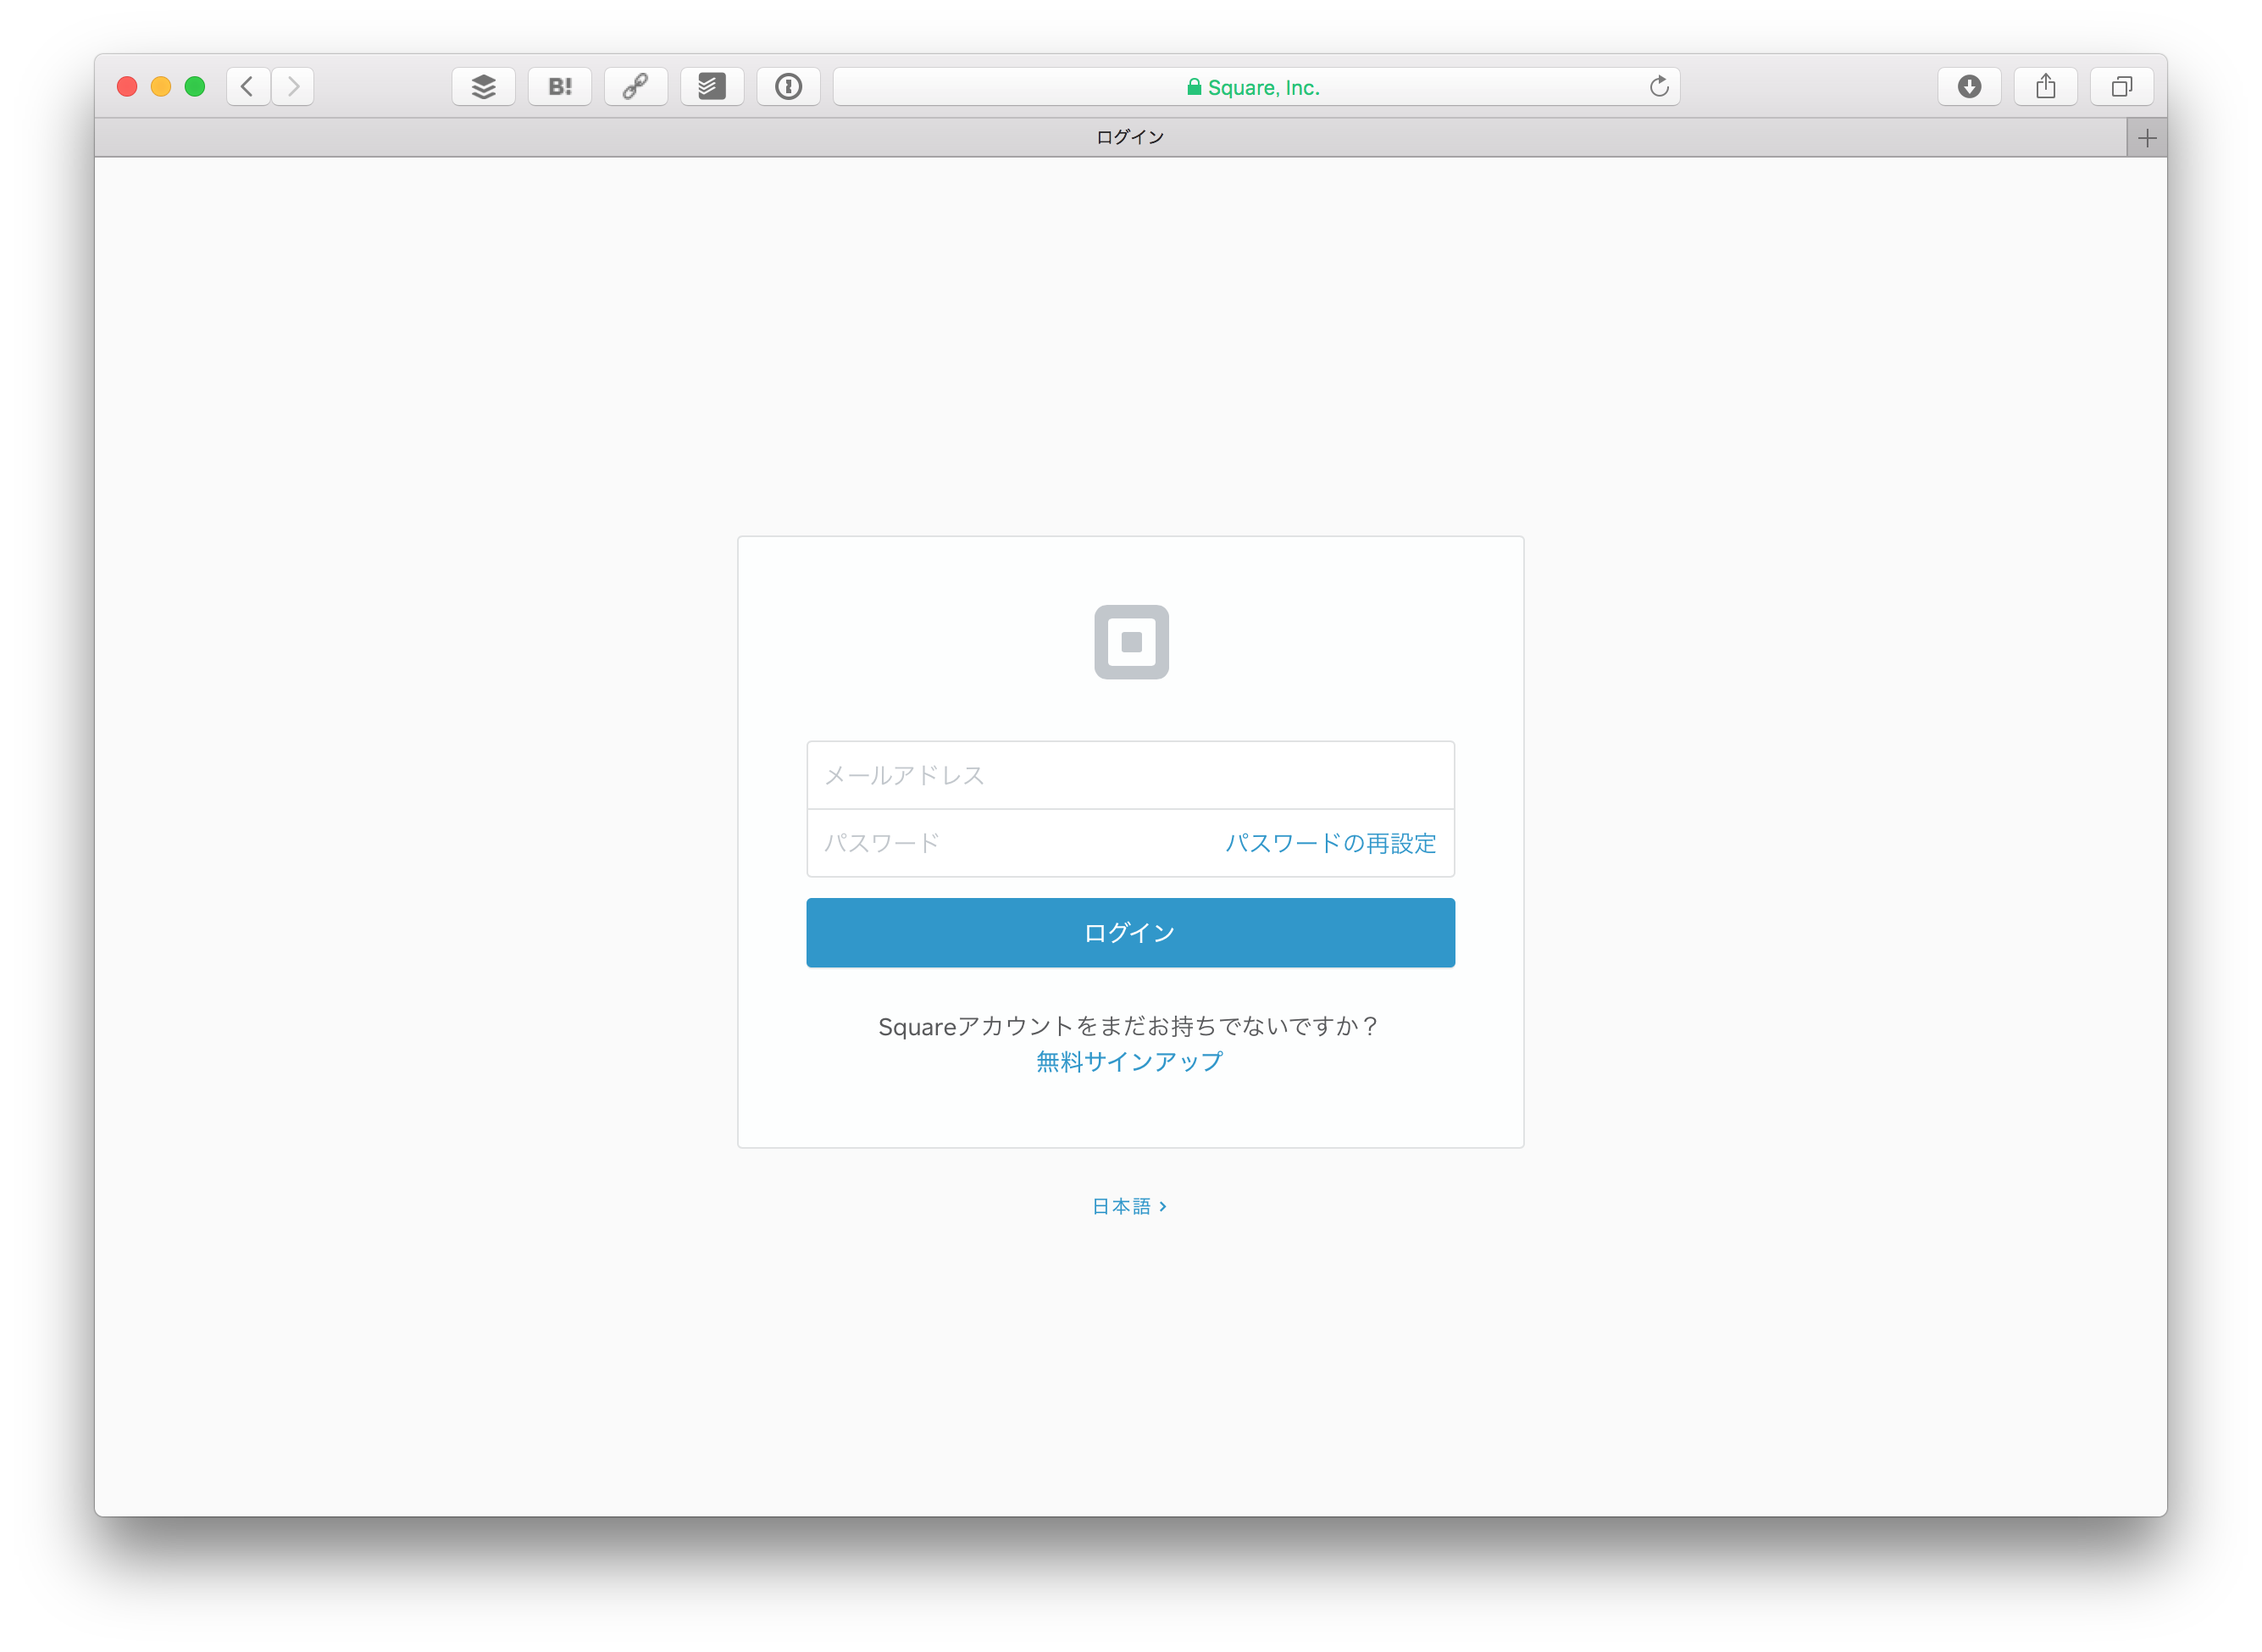 B!
Square, Inc.
ログイン
メールアドレス
パスワード パスワードの再設定
ログイン
Squareアカウントをまだお持ちでないですか？
無料サインアップ
日本語 ›